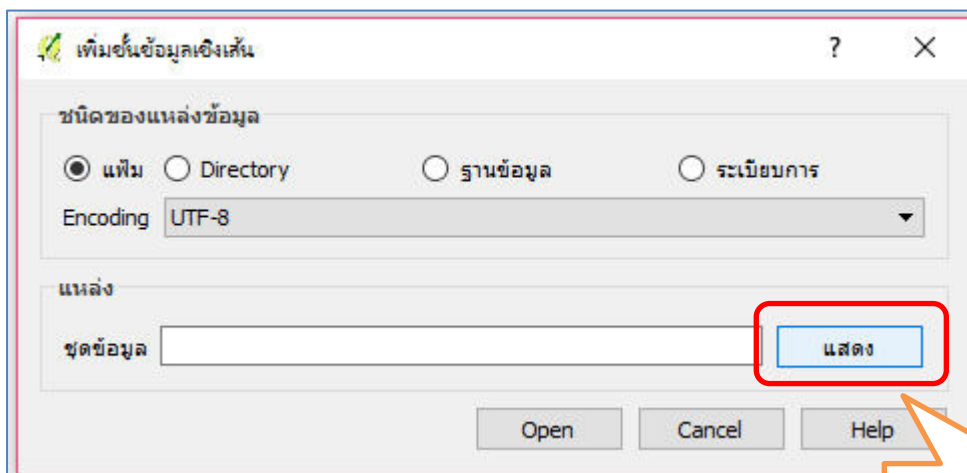 เพิ่มชั้นข้อมูลเชิงเส้น ?
ชนิดของแหล่งข้อมูล
แฟ้ม Directory ฐานข้อมูล ระเบียบการ
Encoding UTF-8
แหล่ง
ชุดข้อมูล แสดง
Open Cancel Help